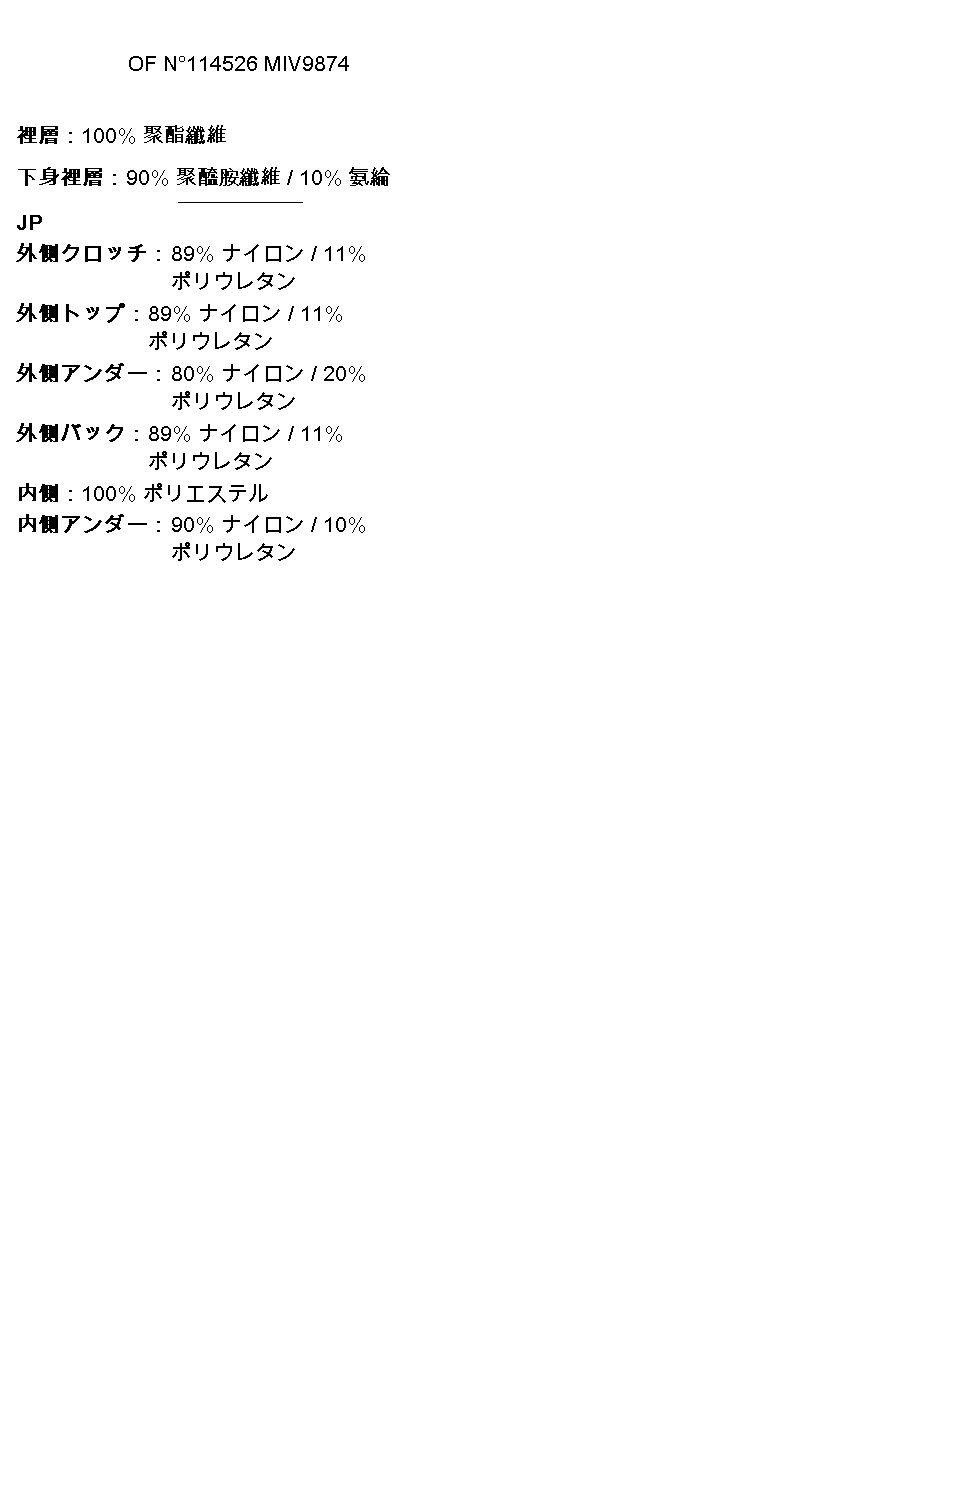 OF N°114526 MIV9874
裡層 : 100% 聚酯纖維
下身裡層 : 90% 聚醯胺纖維 / 10% 氨綸
JP
外側クロッチ : 89% ナイロン / 11%
ポリウレタン
外側トップ : 89% ナイロン / 11%
ポリウレタン
外側アンダー : 80% ナイロン / 20%
ポリウレタン
外側バック : 89% ナイロン / 11%
ポリウレタン
内側 : 100% ポリエステル
内側アンダー : 90% ナイロン / 10%
ポリウレタン